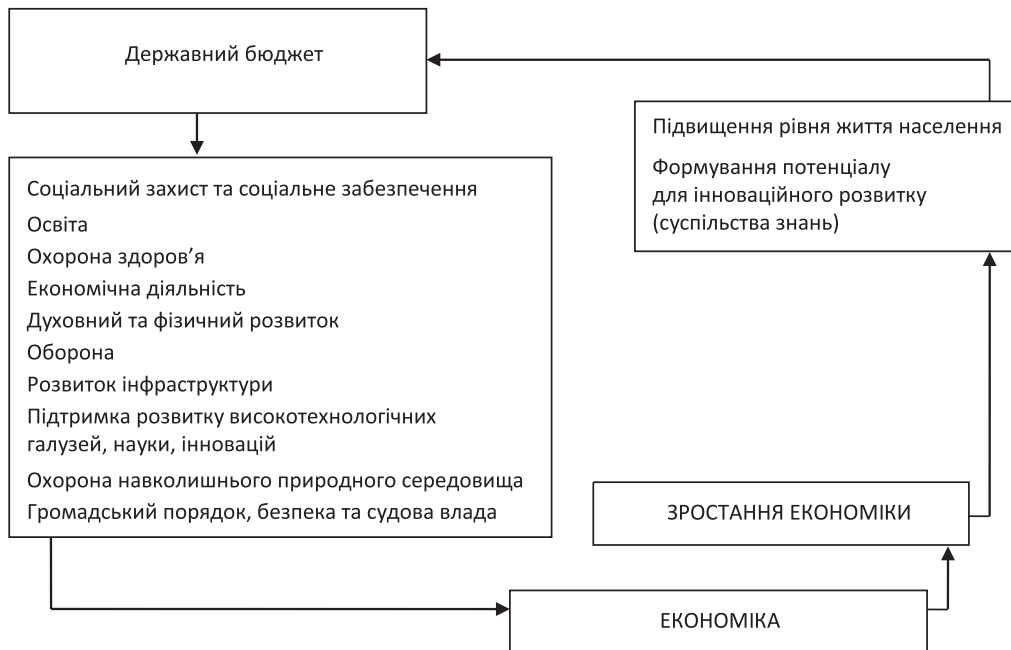 Державний бюджет
Соціальний захист та соціальне забезпечення
Освіта
Охорона здоров’я
Економічна діяльність
Духовний та фізичний розвиток
Оборона
Розвиток інфраструктури
Підтримка розвитку високотехнологічних
галузей, науки, інновацій
Охорона навколишнього природного середовища
Громадський порядок, безпека та судова влада
Підвищення рівня життя населення
Формування потенціалу
для інноваційного розвитку
(суспільства знань)
ЗРОСТАННЯ ЕКОНОМІКИ
ЕКОНОМІКА